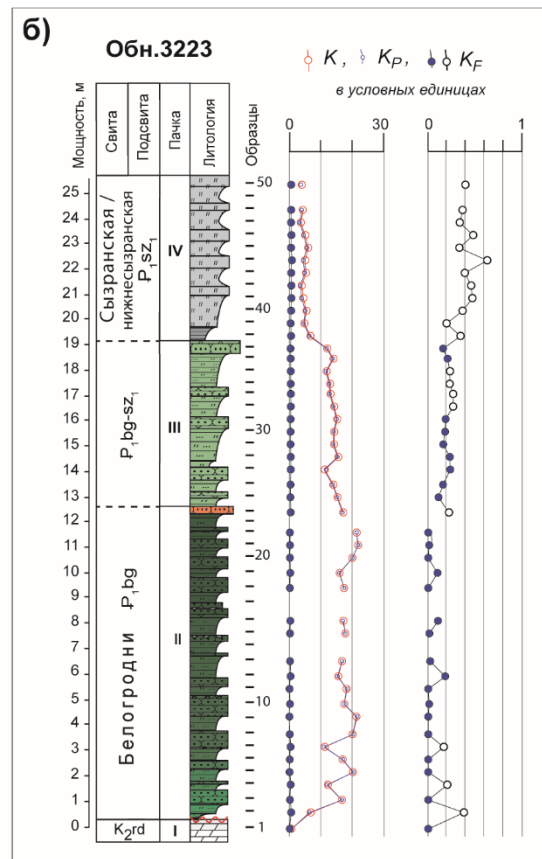 б)
Обн.3223
K, K_P, K_F
в условных единицах
0 30 0 1
Мощность, м
Свита
Подсвита
Пачка
Литология
Образцы
25
24
23
22
21
20
19
18
17
16
15
14
13
12
11
10
9
8
7
6
5
4
3
2
1
0
Сызранская /
нижнесызранская
P₁sz₁
P₁bg-sz₁
Белогродни P₁bg
K₂rd
IV
III
II
I
50
40
30
20
10
1